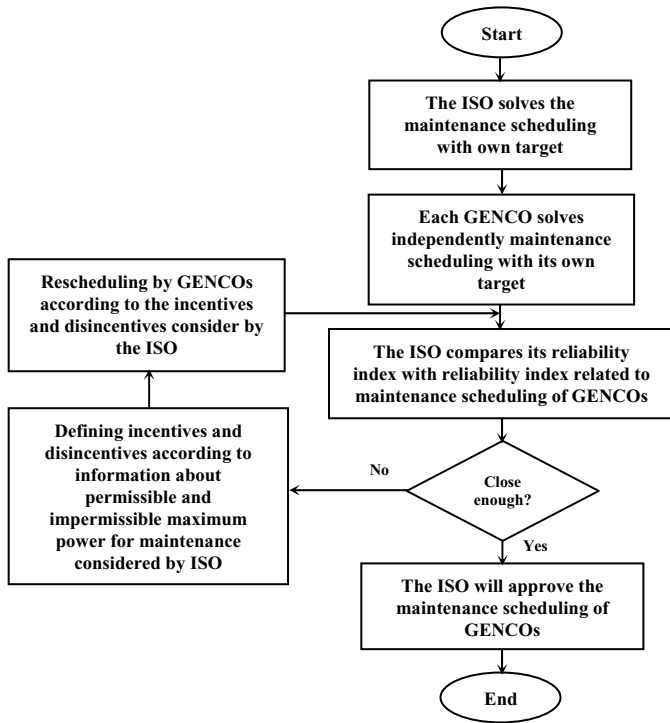 Start
The ISO solves the
maintenance scheduling
with own target
Each GENCO solves
independently maintenance
scheduling with its own
target
Rescheduling by GENCOs
according to the incentives
and disincentives consider by
the ISO
The ISO compares its reliability
index with reliability index related to
maintenance scheduling of GENCOs
Defining incentives and
disincentives according to
information about
permissible and
impermissible maximum
power for maintenance
considered by ISO
No
Close
enough?
Yes
The ISO will approve the
maintenance scheduling of
GENCOs
End